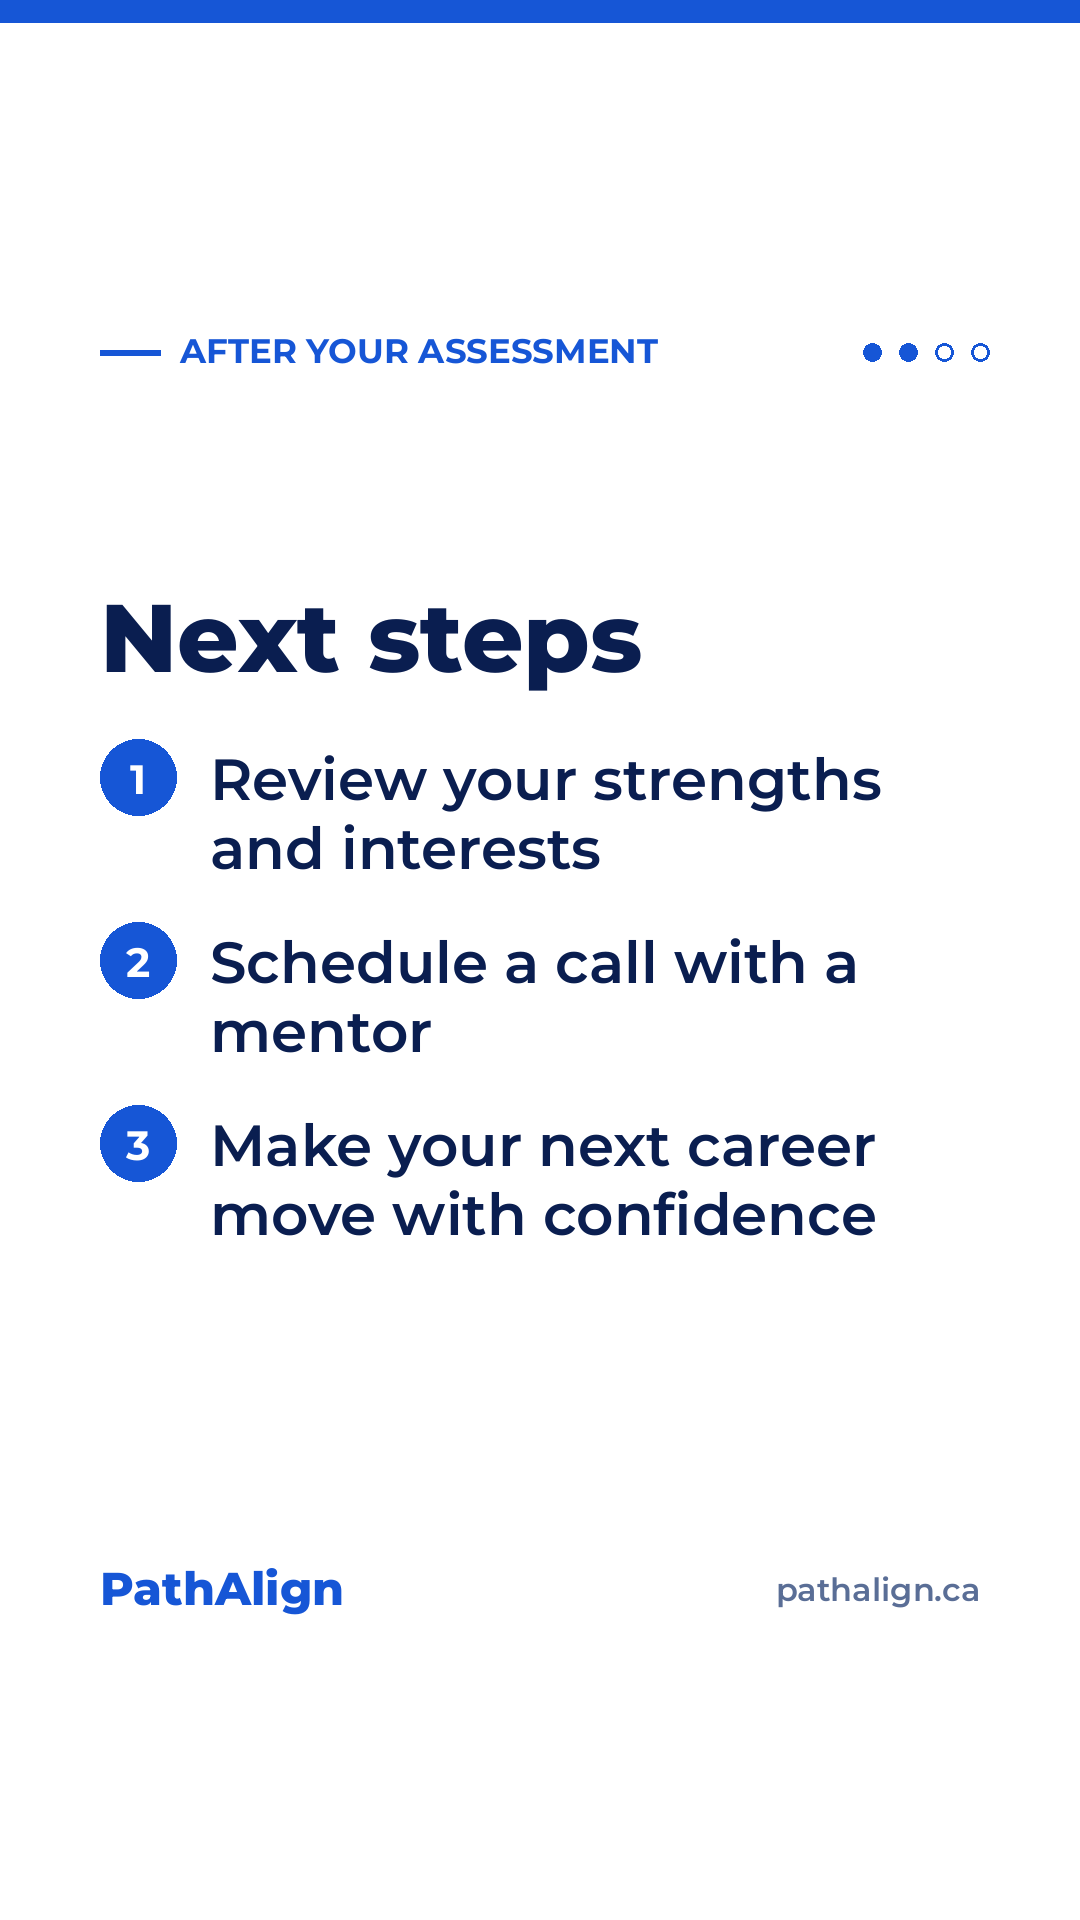 AFTER YOUR ASSESSMENT
Next steps
1 Review your strengths
and interests
2 Schedule a call with a
mentor
3 Make your next career
move with confidence
PathAlign
pathalign.ca